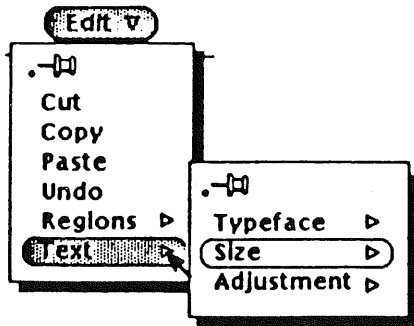 Edit
Cut
Copy
Paste
Undo
Regions
Text
Typeface
Size
Adjustment